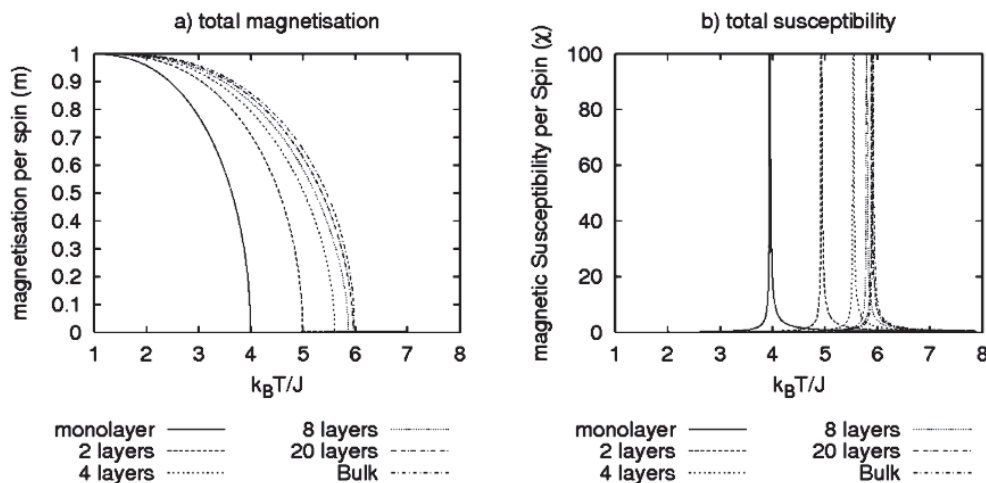 a) total magnetisation
magnetisation per spin (m)
1
0.9
0.8
0.7
0.6
0.5
0.4
0.3
0.2
0.1
0
1 2 3 4 5 6 7 8
k_BT/J
monolayer
2 layers
4 layers
8 layers
20 layers
Bulk
b) total susceptibility
magnetic Susceptibility per Spin (χ)
100
80
60
40
20
0
1 2 3 4 5 6 7 8
k_BT/J
monolayer
2 layers
4 layers
8 layers
20 layers
Bulk